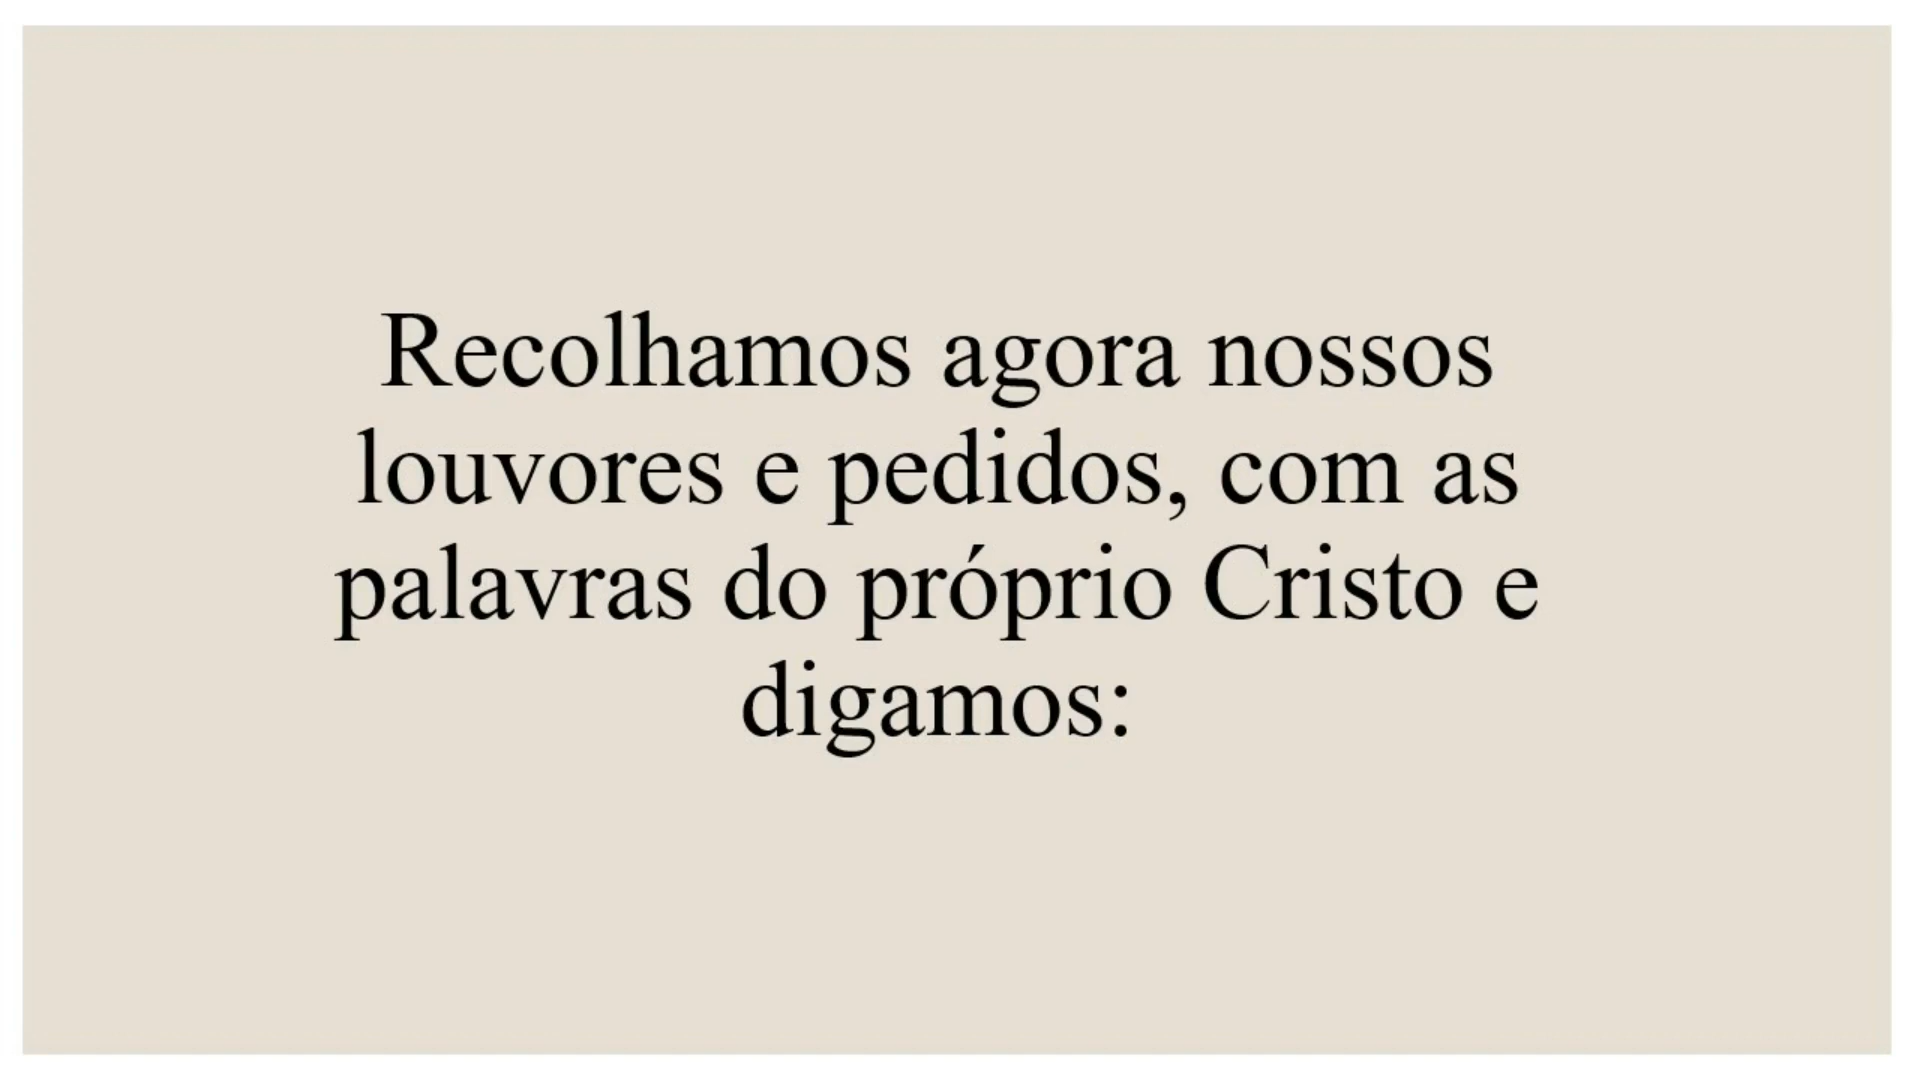 Recolhamos agora nossos
louvores e pedidos, com as
palavras do próprio Cristo e
digamos: